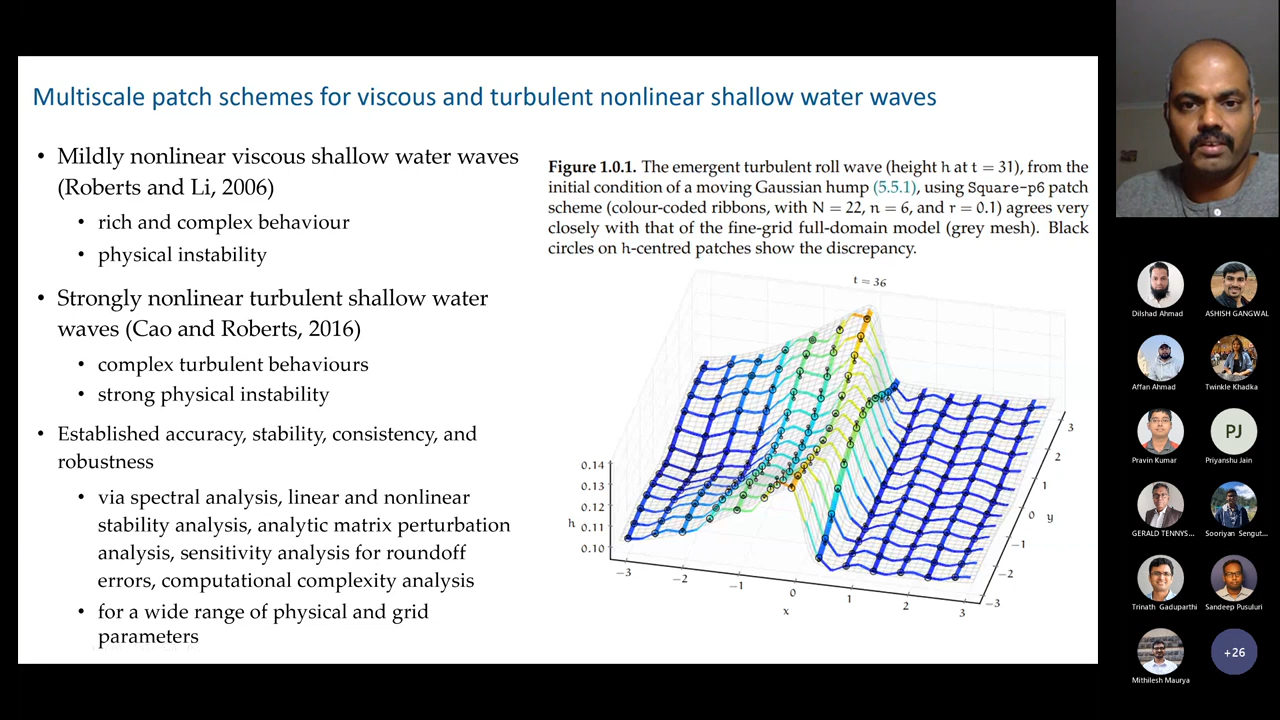 Multiscale patch schemes for viscous and turbulent nonlinear shallow water waves
• Mildly nonlinear viscous shallow water waves
(Roberts and Li, 2006)
• rich and complex behaviour
• physical instability
• Strongly nonlinear turbulent shallow water
waves (Cao and Roberts, 2016)
• complex turbulent behaviours
• strong physical instability
• Established accuracy, stability, consistency, and
robustness
• via spectral analysis, linear and nonlinear
stability analysis, analytic matrix perturbation
analysis, sensitivity analysis for roundoff
errors, computational complexity analysis
• for a wide range of physical and grid
parameters
Figure 1.0.1. The emergent turbulent roll wave (height h at t = 31), from the
initial condition of a moving Gaussian hump (5.5.1), using Square-p6 patch
scheme (colour-coded ribbons, with N = 22, n = 6, and r = 0.1) agrees very
closely with that of the fine-grid full-domain model (grey mesh). Black
circles on h-centred patches show the discrepancy.
t = 36
0.14
0.13
0.12
h 0.11
0.10
−3 −2 −1 0 1 2 3
x
3
2
1
0 y
−1
−2
−3
Dilshad Ahmad ASHISH GANGWAL
Affan Ahmad Twinkle Khadka
PJ
Pravin Kumar Priyanshu Jain
GERALD TENNYS... Sooriyan Sengut...
Trinath Gaduparthi Sandeep Pusuluri
+26
Mithilesh Maurya